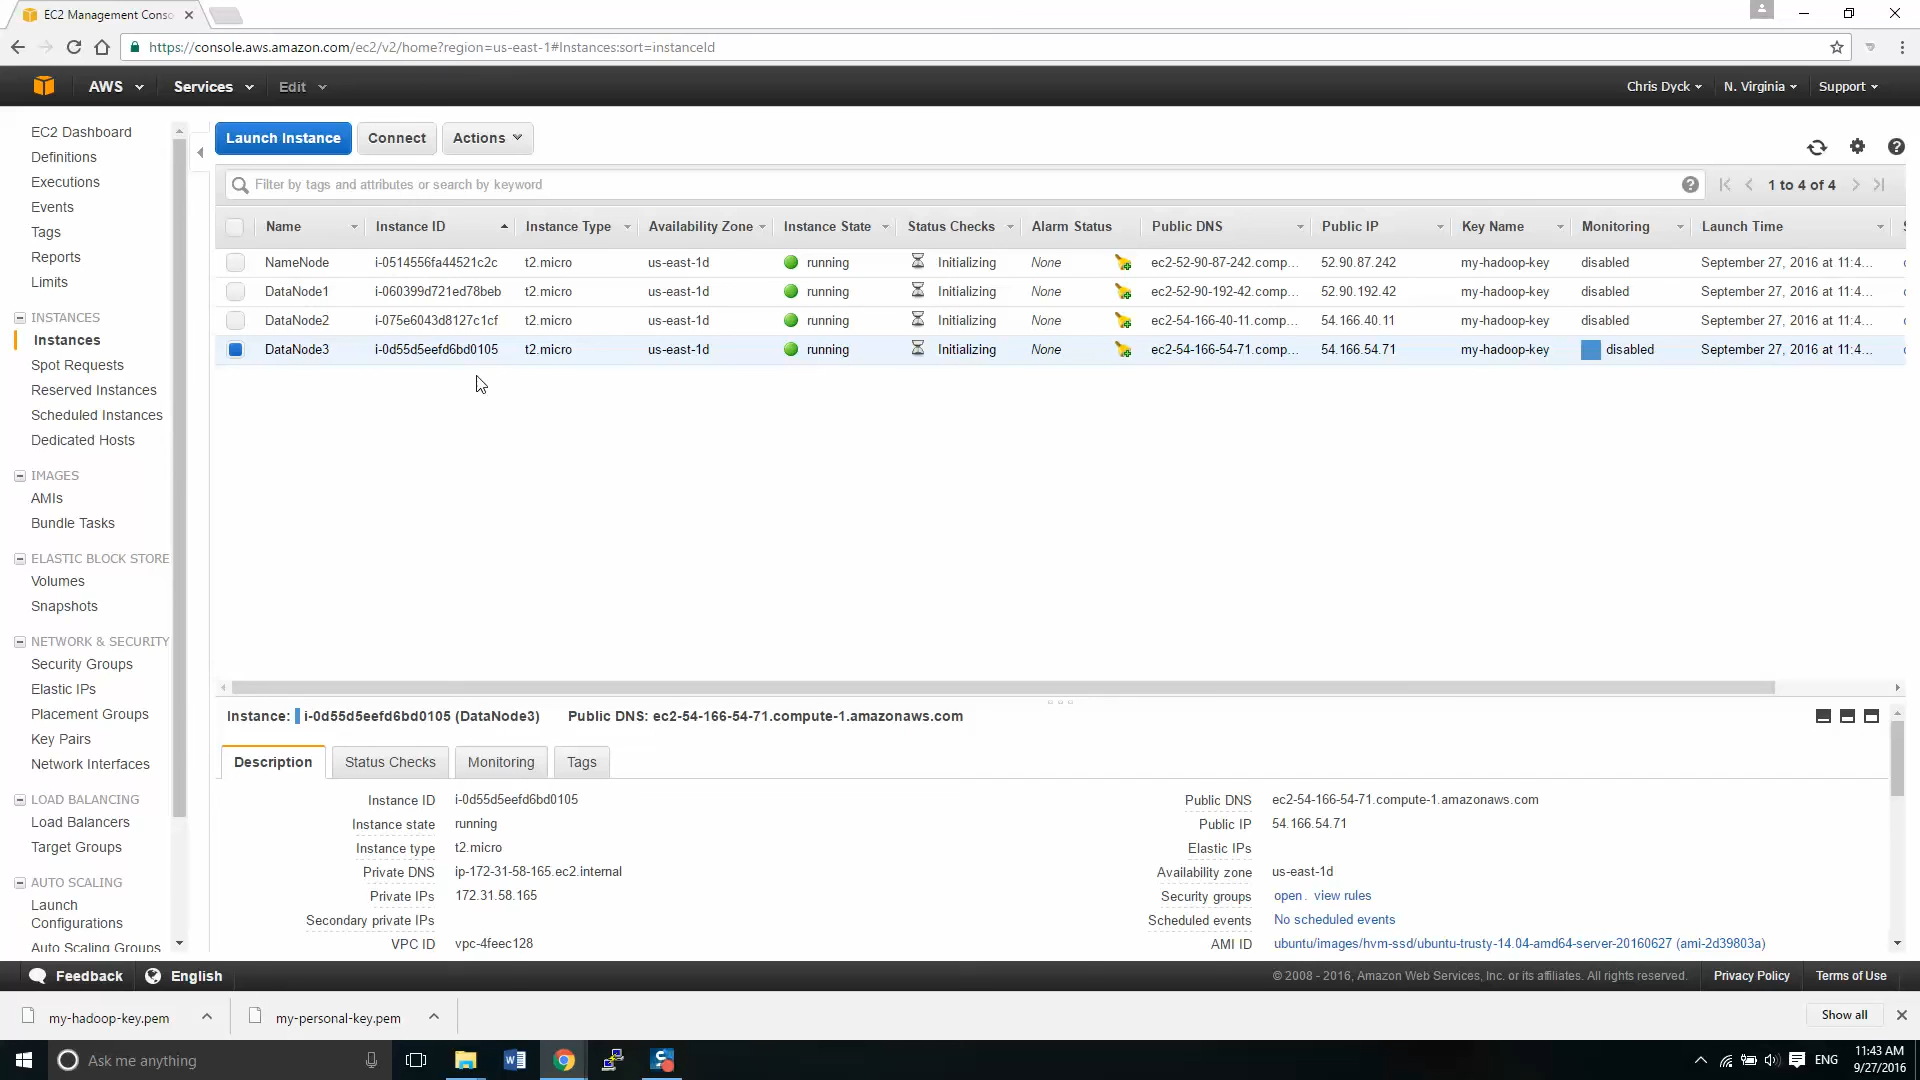 EC2 Management Conso
https://console.aws.amazon.com/ec2/v2/home?region=us-east-1#Instances:sort=instanceId
AWS Services Edit Chris Dyck N. Virginia Support
EC2 Dashboard
Definitions
Executions
Events
Tags
Reports
Limits
INSTANCES
Instances
Spot Requests
Reserved Instances
Scheduled Instances
Dedicated Hosts
IMAGES
AMIs
Bundle Tasks
ELASTIC BLOCK STORE
Volumes
Snapshots
NETWORK & SECURITY
Security Groups
Elastic IPs
Placement Groups
Key Pairs
Network Interfaces
LOAD BALANCING
Load Balancers
Target Groups
AUTO SCALING
Launch
Configurations
Auto Scaling Groups
Launch Instance Connect Actions
Filter by tags and attributes or search by keyword 1 to 4 of 4
Name Instance ID Instance Type Availability Zone Instance State Status Checks Alarm Status Public DNS Public IP Key Name Monitoring Launch Time
NameNode i-0514556fa44521c2c t2.micro us-east-1d running Initializing None ec2-52-90-87-242.comp... 52.90.87.242 my-hadoop-key disabled September 27, 2016 at 11:4...
DataNode1 i-060399d721ed78beb t2.micro us-east-1d running Initializing None ec2-52-90-192-42.comp... 52.90.192.42 my-hadoop-key disabled September 27, 2016 at 11:4...
DataNode2 i-075e6043d8127c1cf t2.micro us-east-1d running Initializing None ec2-54-166-40-11.comp... 54.166.40.11 my-hadoop-key disabled September 27, 2016 at 11:4...
DataNode3 i-0d55d5eefd6bd0105 t2.micro us-east-1d running Initializing None ec2-54-166-54-71.comp... 54.166.54.71 my-hadoop-key disabled September 27, 2016 at 11:4...
Instance: i-0d55d5eefd6bd0105 (DataNode3) Public DNS: ec2-54-166-54-71.compute-1.amazonaws.com
Description Status Checks Monitoring Tags
Instance ID i-0d55d5eefd6bd0105 Public DNS ec2-54-166-54-71.compute-1.amazonaws.com
Instance state running Public IP 54.166.54.71
Instance type t2.micro Elastic IPs
Private DNS ip-172-31-58-165.ec2.internal Availability zone us-east-1d
Private IPs 172.31.58.165 Security groups open. view rules
Secondary private IPs Scheduled events No scheduled events
VPC ID vpc-4feec128 AMI ID ubuntu/images/hvm-ssd/ubuntu-trusty-14.04-amd64-server-20160627 (ami-2d39803a)
Feedback English © 2008 - 2016, Amazon Web Services, Inc. or its affiliates. All rights reserved. Privacy Policy Terms of Use
my-hadoop-key.pem my-personal-key.pem Show all
Ask me anything ENG 11:43 AM
9/27/2016